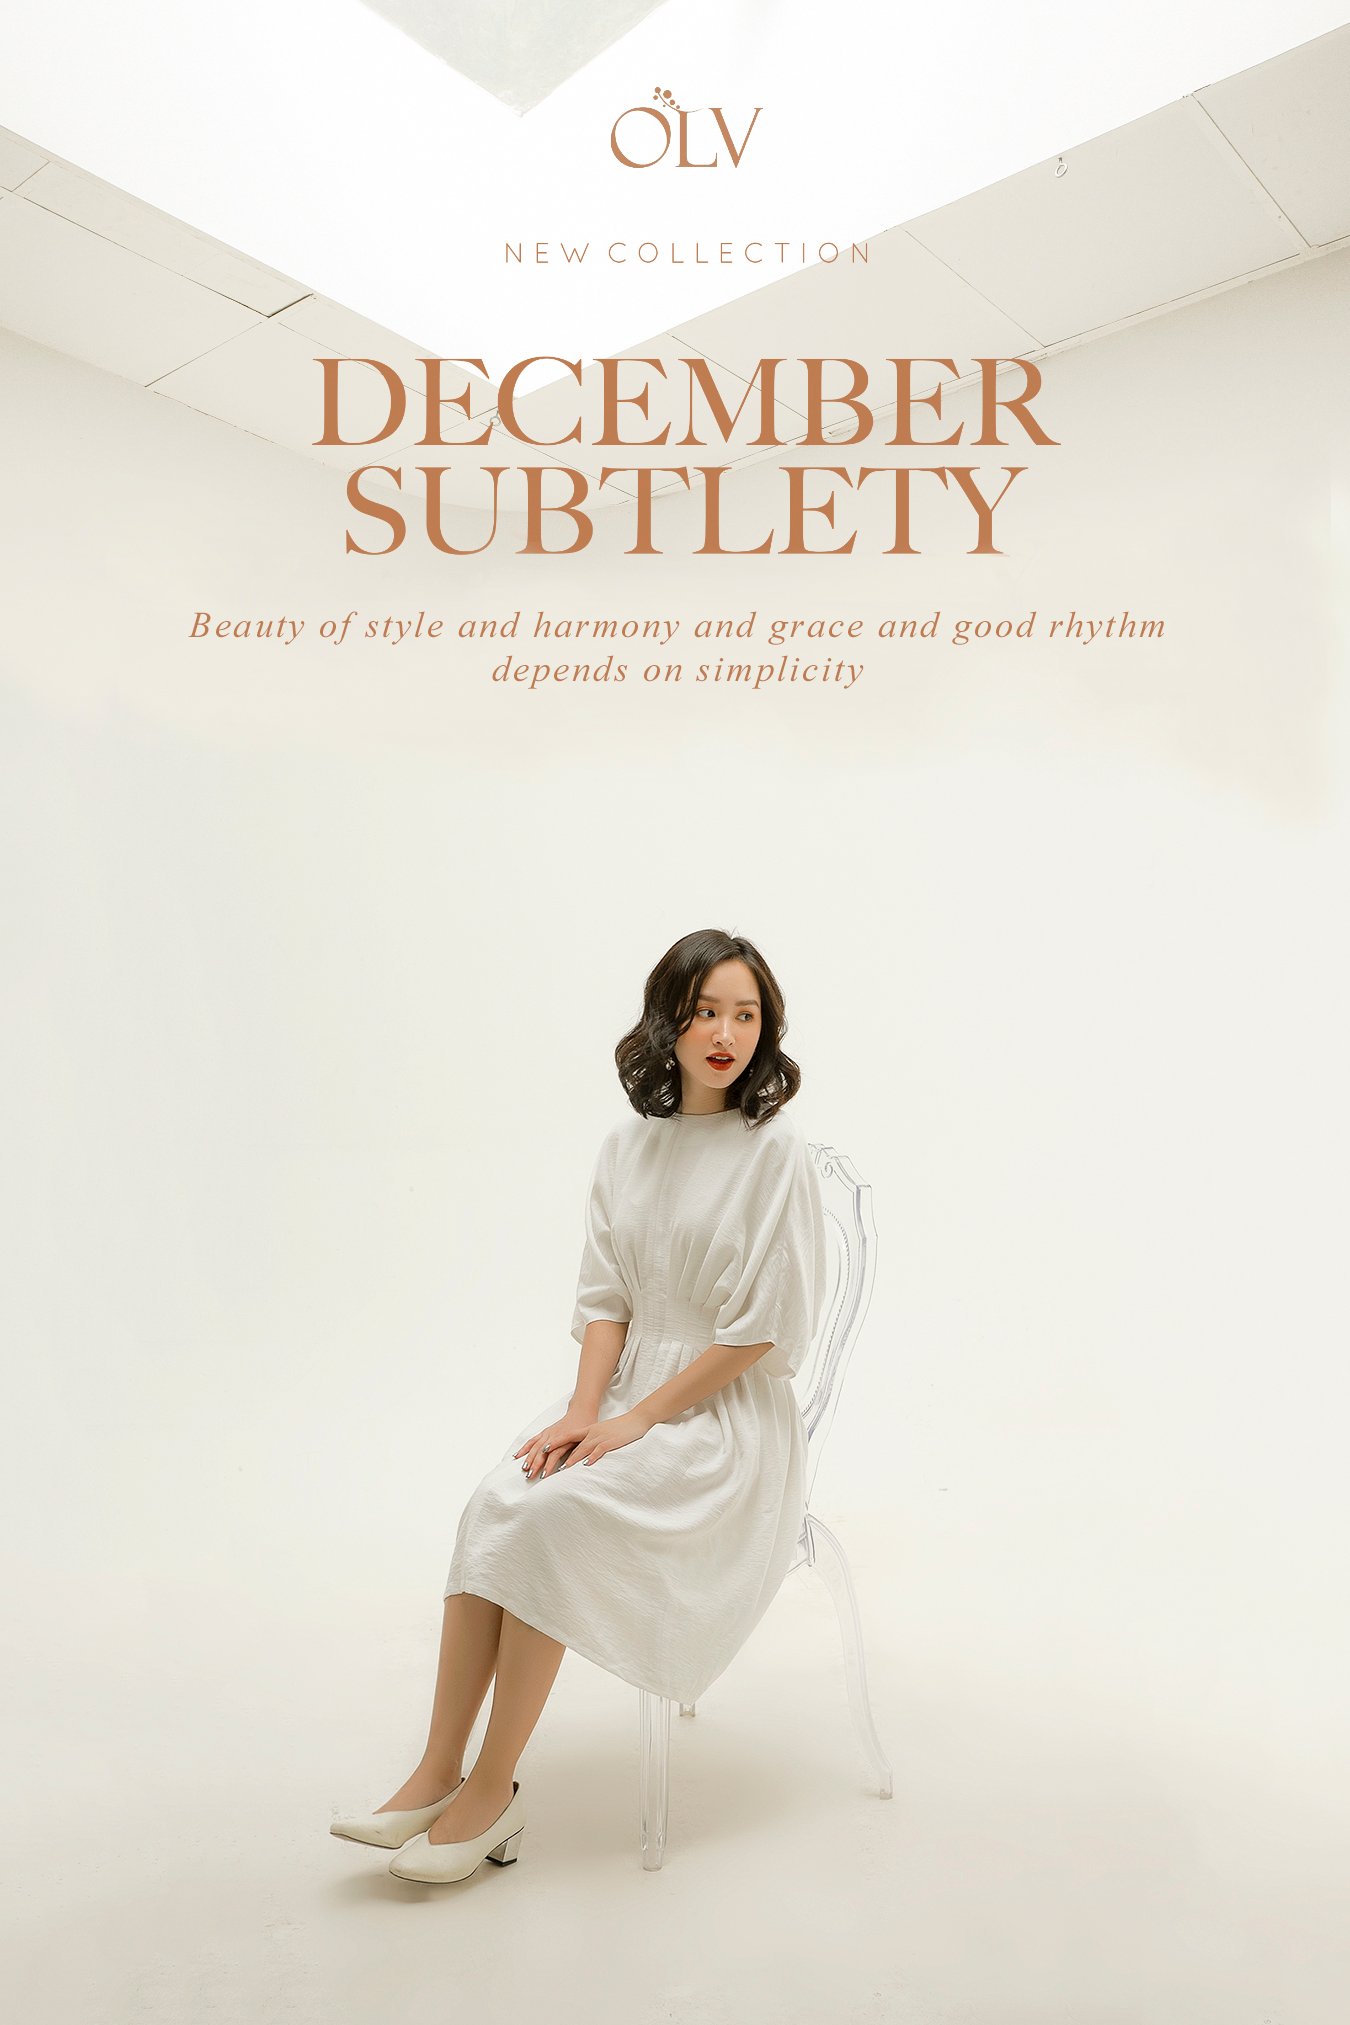 OLV
NEW COLLECTION
DECEMBER
SUBTLETY
Beauty of style and harmony and grace and good rhythm
depends on simplicity